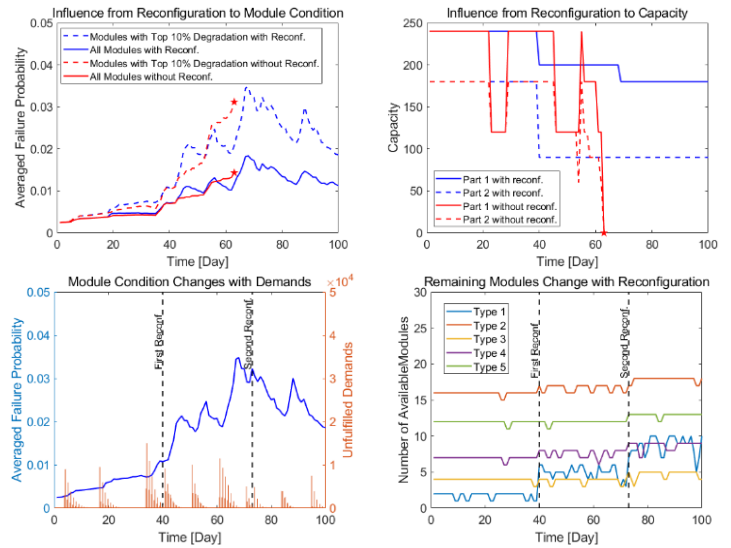 Influence from Reconfiguration to Module Condition
0.05
0.04
0.03
0.02
0.01
0
Averaged Failure Probability
Modules with Top 10% Degradation with Reconf.
All Modules with Reconf.
Modules with Top 10% Degradation without Reconf.
All Modules without Reconf.
0 20 40 60 80 100
Time [Day]
Influence from Reconfiguration to Capacity
250
200
150
100
50
0
Capacity
Part 1 with reconf.
Part 2 with reconf.
Part 1 without reconf.
Part 2 without reconf.
0 20 40 60 80 100
Time [Day]
Module Condition Changes with Demands
×10⁴
0.05
0.04
0.03
0.02
0.01
0
Averaged Failure Probability
First Reconf.
Second Reconf.
5
4
3
2
1
0
Unfulfilled Demands
0 20 40 60 80 100
Time [Day]
Remaining Modules Change with Reconfiguration
30
25
20
15
10
5
0
Number of AvailableModules
Type 1
Type 2
Type 3
Type 4
Type 5
First Reconf.
Second Reconf.
0 20 40 60 80 100
Time [Day]